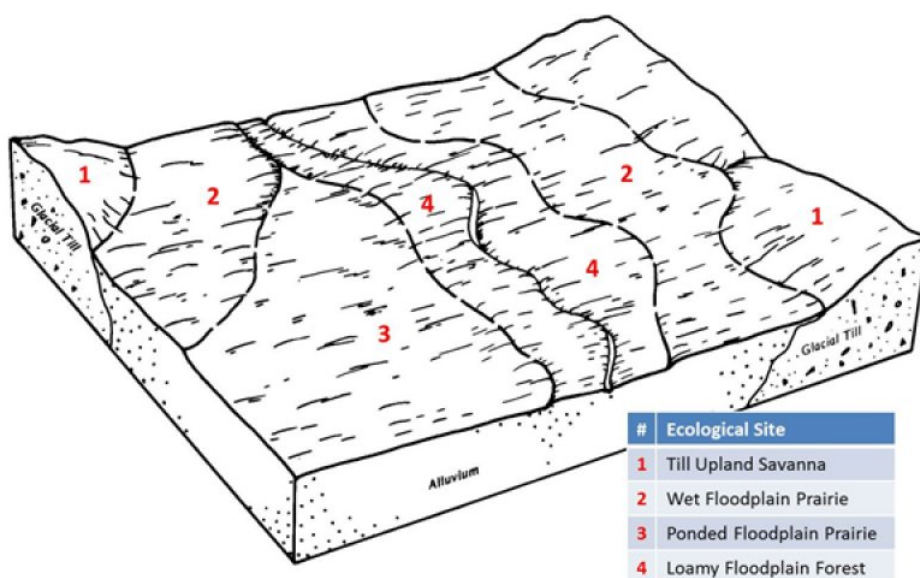 1
2
Glacial Till
4
2
1
4
3
Glacial Till
Alluvium
# Ecological Site
1 Till Upland Savanna
2 Wet Floodplain Prairie
3 Ponded Floodplain Prairie
4 Loamy Floodplain Forest